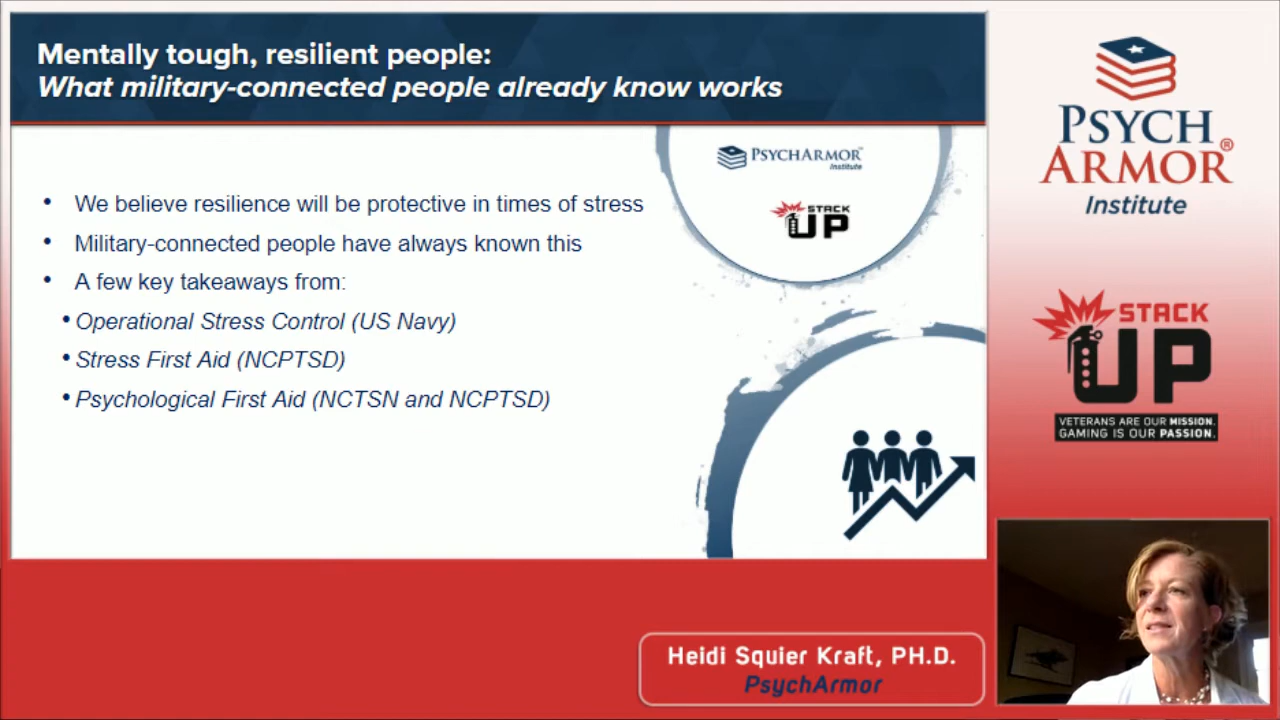 Mentally tough, resilient people:
What military-connected people already know works
• We believe resilience will be protective in times of stress
• Military-connected people have always known this
• A few key takeaways from:
• Operational Stress Control (US Navy)
• Stress First Aid (NCPTSD)
• Psychological First Aid (NCTSN and NCPTSD)
PSYCHARMOR™
Institute
STACK
UP
PSYCH
ARMOR®
Institute
STACK
UP
VETERANS ARE OUR MISSION.
GAMING IS OUR PASSION.
Heidi Squier Kraft, PH.D.
PsychArmor